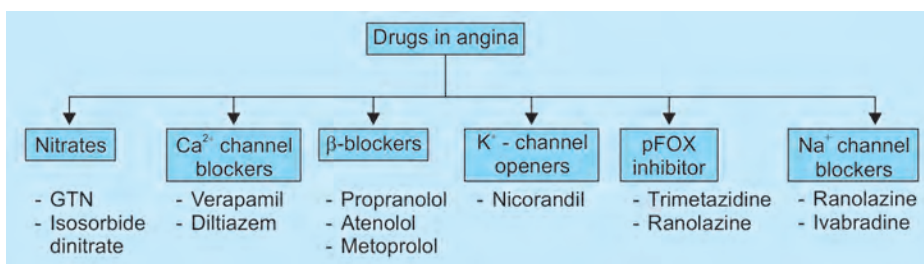 Drugs in angina
Nitrates
- GTN
- Isosorbide
dinitrate
Ca²⁺ channel
blockers
- Verapamil
- Diltiazem
β-blockers
- Propranolol
- Atenolol
- Metoprolol
K⁺ - channel
openers
- Nicorandil
pFOX
inhibitor
- Trimetazidine
- Ranolazine
Na⁺ channel
blockers
- Ranolazine
- Ivabradine